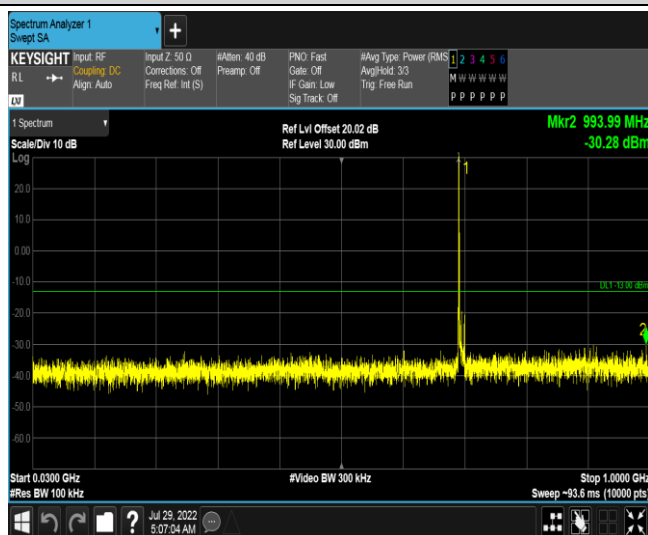 Spectrum Analyzer 1
Swept SA
+
KEYSIGHT
RL
LXI
Input: RF
Coupling: DC
Align: Auto
Input Z: 50 Ω
Corrections: Off
Freq Ref: Int (S)
#Atten: 40 dB
Preamp: Off
PNO: Fast
Gate: Off
IF Gain: Low
Sig Track: Off
#Avg Type: Power (RMS
Avg|Hold: 3/3
Trig: Free Run
1 2 3 4 5 6
M W W W W W
P P P P P P
1 Spectrum
Scale/Div 10 dB
Ref Lvl Offset 20.02 dB
Ref Level 30.00 dBm
Mkr2 993.99 MHz
-30.28 dBm
Log
1
20.0
10.0
0.00
-10.0
DL1 -13.00 dBm
-20.0
2
-30.0
-40.0
-50.0
-60.0
Start 0.0300 GHz
#Video BW 300 kHz
Stop 1.0000 GHz
#Res BW 100 kHz
Sweep ~93.6 ms (10000 pts)
?
Jul 29, 2022
5:07:04 AM